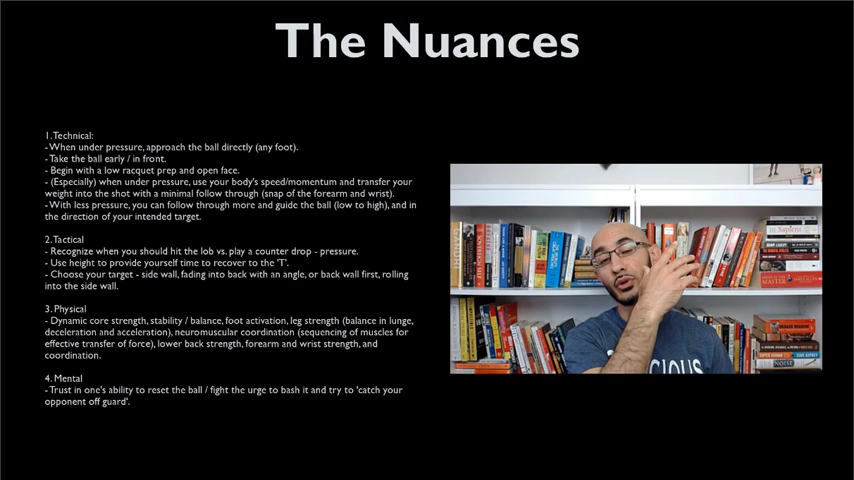 The Nuances
1. Technical:
- When under pressure, approach the ball directly (any foot).
- Take the ball early / in front.
- Begin with a low racquet prep and open face.
- (Especially) when under pressure, use your body's speed/momentum and transfer your
weight into the shot with a minimal follow through (snap of the forearm and wrist).
- With less pressure, you can follow through more and guide the ball (low to high), and in
the direction of your intended target.
2. Tactical
- Recognize when you should hit the lob vs. play a counter drop - pressure.
- Use height to provide yourself time to recover to the 'T'.
- Choose your target - side wall, fading into back with an angle, or back wall first, rolling
into the side wall.
3. Physical
- Dynamic core strength, stability / balance, foot activation, leg strength (balance in lunge,
deceleration and acceleration), neuromuscular coordination (sequencing of muscles for
effective transfer of force), lower back strength, forearm and wrist strength, and
coordination.
4. Mental
- Trust in one's ability to reset the ball / fight the urge to bash it and try to 'catch your
opponent off guard'.
Sapiens
CIOUS